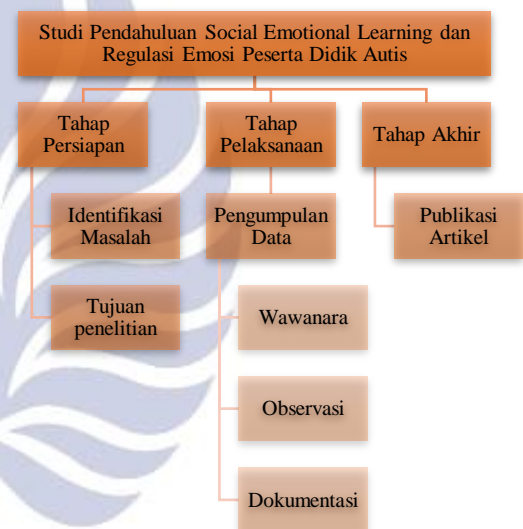 Studi Pendahuluan Social Emotional Learning dan
Regulasi Emosi Peserta Didik Autis
Tahap
Persiapan
Identifikasi
Masalah
Tujuan
penelitian
Tahap
Pelaksanaan
Pengumpulan
Data
Wawanara
Observasi
Dokumentasi
Tahap Akhir
Publikasi
Artikel